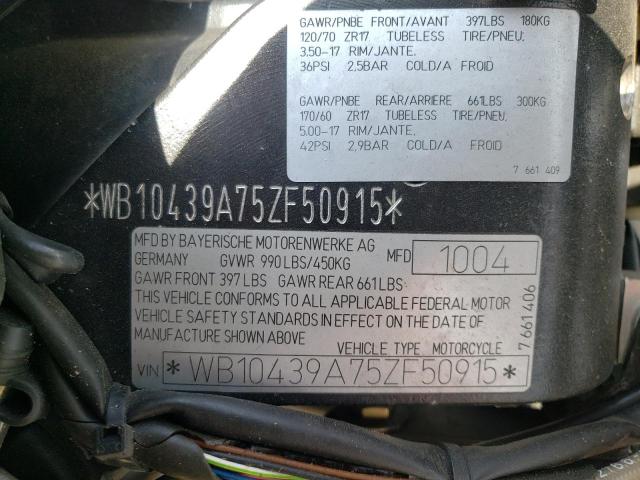 GAWR/PNBE FRONT/AVANT 397LBS 180KG
120/70 ZR17 TUBELESS TIRE/PNEU,
3.50-17 RIM/JANTE,
36PSI 2,5BAR COLD/A FROID
GAWR/PNBE REAR/ARRIERE 661LBS 300KG
170/60 ZR17 TUBELESS TIRE/PNEU,
5.00-17 RIM/JANTE,
42PSI 2,9BAR COLD/A FROID
7 661 409
*WB10439A75ZF50915*
MFD BY BAYERISCHE MOTORENWERKE AG
GERMANY GVWR 990 LBS/450KG MFD 1004
GAWR FRONT 397 LBS GAWR REAR 661 LBS
THIS VEHICLE CONFORMS TO ALL APPLICABLE FEDERAL MOTOR
VEHICLE SAFETY STANDARDS IN EFFECT ON THE DATE OF
MANUFACTURE SHOWN ABOVE
VEHICLE TYPE MOTORCYCLE
7 661 406
VIN *WB10439A75ZF50915*